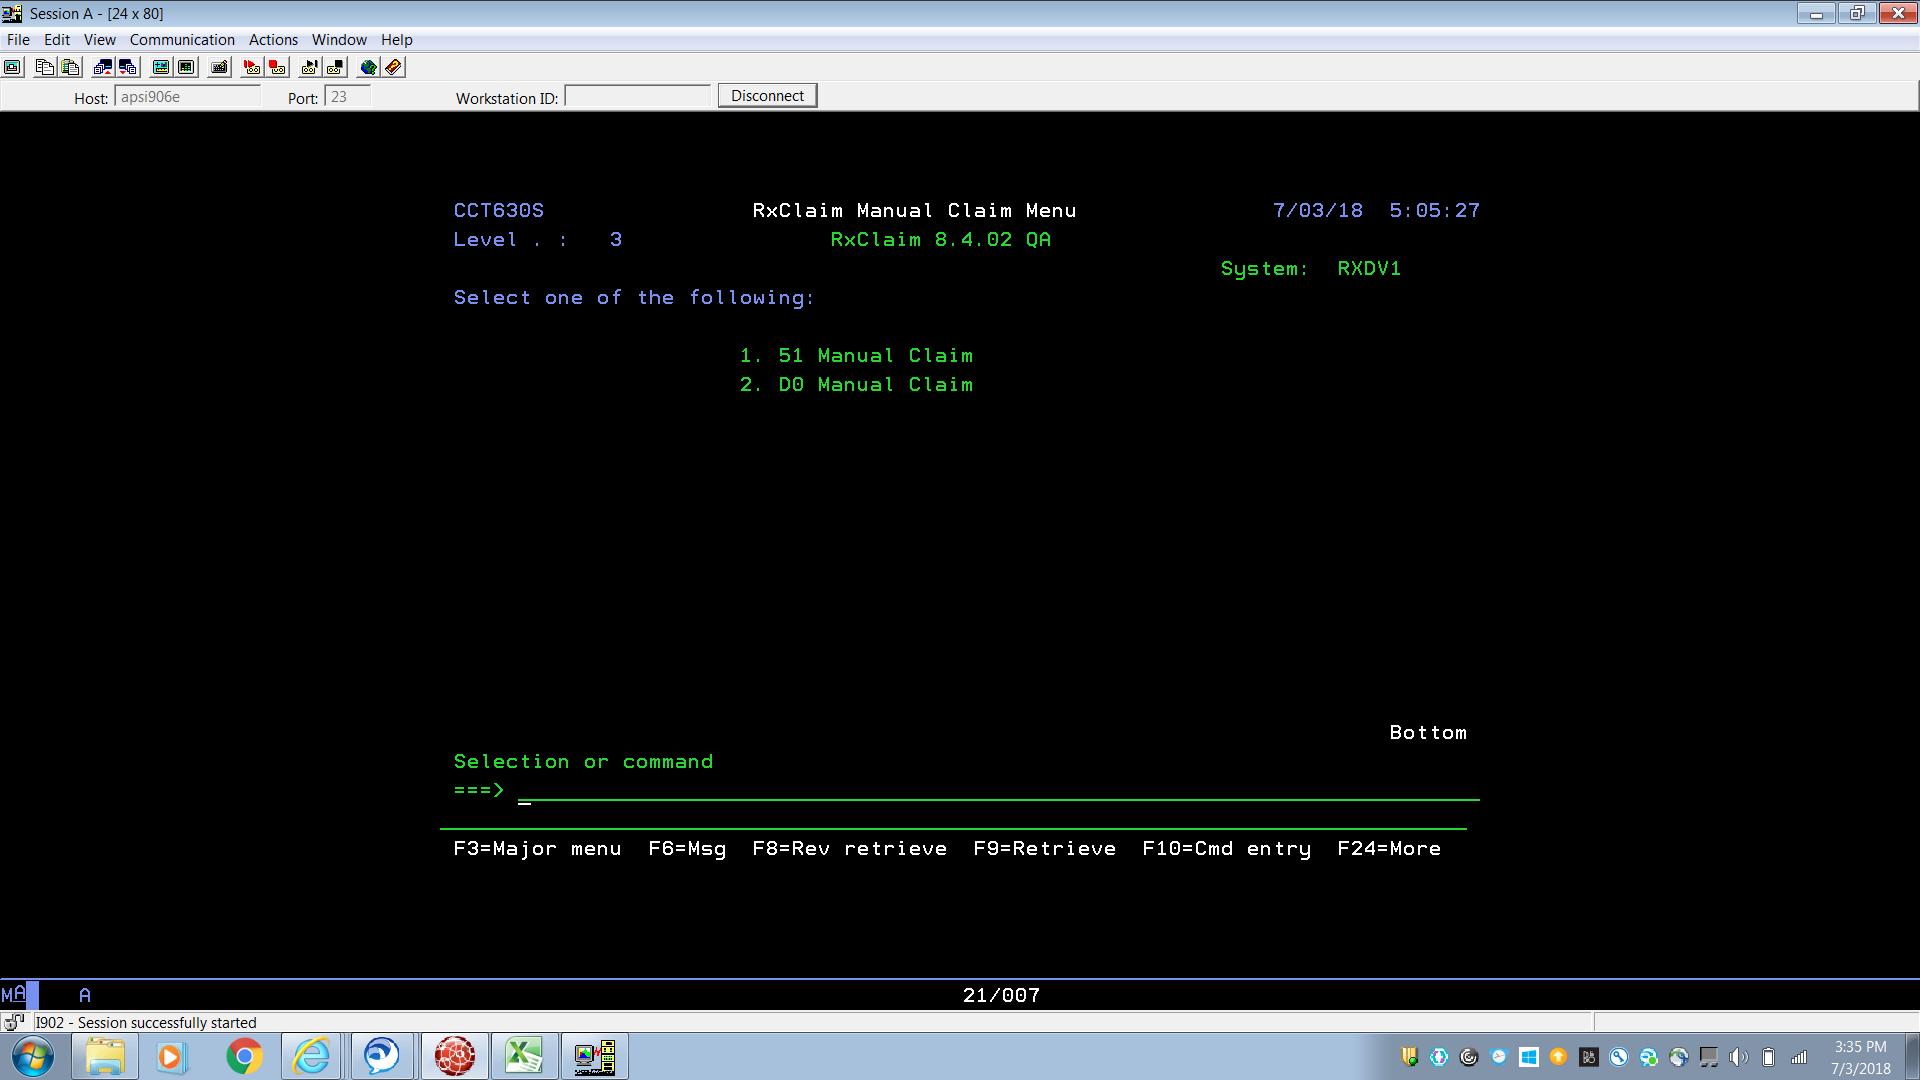 Session A - [24 x 80]
File Edit View Communication Actions Window Help
Host: apsi906e Port: 23 Workstation ID: Disconnect
CCT630S RxClaim Manual Claim Menu 7/03/18 5:05:27
Level . : 3 RxClaim 8.4.02 QA
System: RXDV1
Select one of the following:
1. 51 Manual Claim
2. D0 Manual Claim
Bottom
Selection or command
===> _
F3=Major menu F6=Msg F8=Rev retrieve F9=Retrieve F10=Cmd entry F24=More
MA A 21/007
I902 - Session successfully started
3:35 PM
7/3/2018